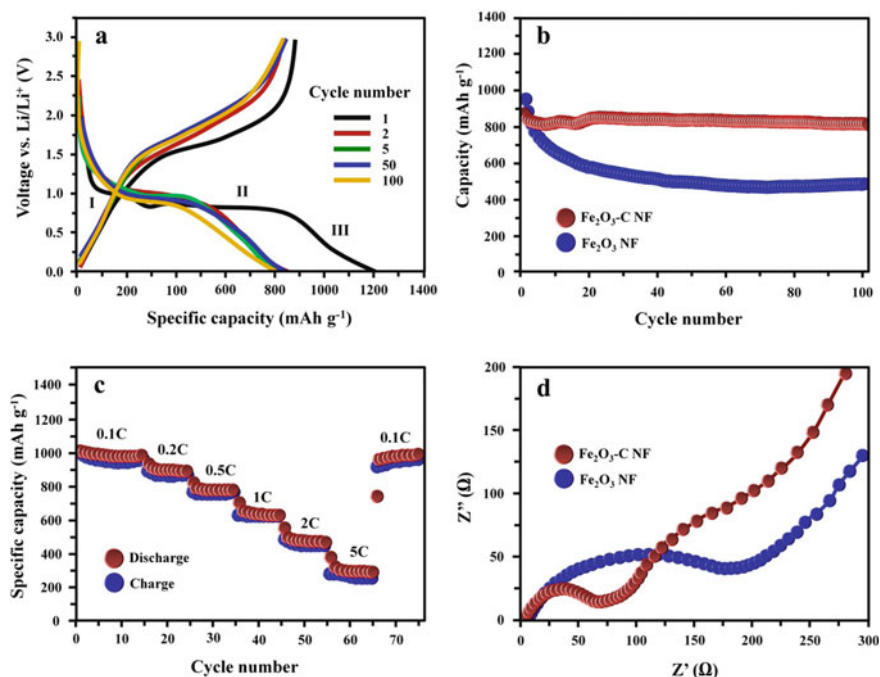 a
Voltage vs. Li/Li⁺ (V)
3.0
2.5
2.0
1.5
1.0
0.5
0.0
Cycle number
1
2
5
50
100
I
II
III
200 400 600 800 1000 1200 1400
Specific capacity (mAh g⁻¹)
b
Capacity (mAh g⁻¹)
1400
1200
1000
800
600
400
200
0
Fe₂O₃-C NF
Fe₂O₃ NF
0 20 40 60 80 100
Cycle number
c
Specific capacity (mAh g⁻¹)
1400
1200
1000
800
600
400
200
0
0.1C
0.2C
0.5C
1C
2C
5C
0.1C
Discharge
Charge
0 10 20 30 40 50 60 70
Cycle number
d
Z'' (Ω)
200
150
100
50
0
Fe₂O₃-C NF
Fe₂O₃ NF
0 50 100 150 200 250 300
Z' (Ω)